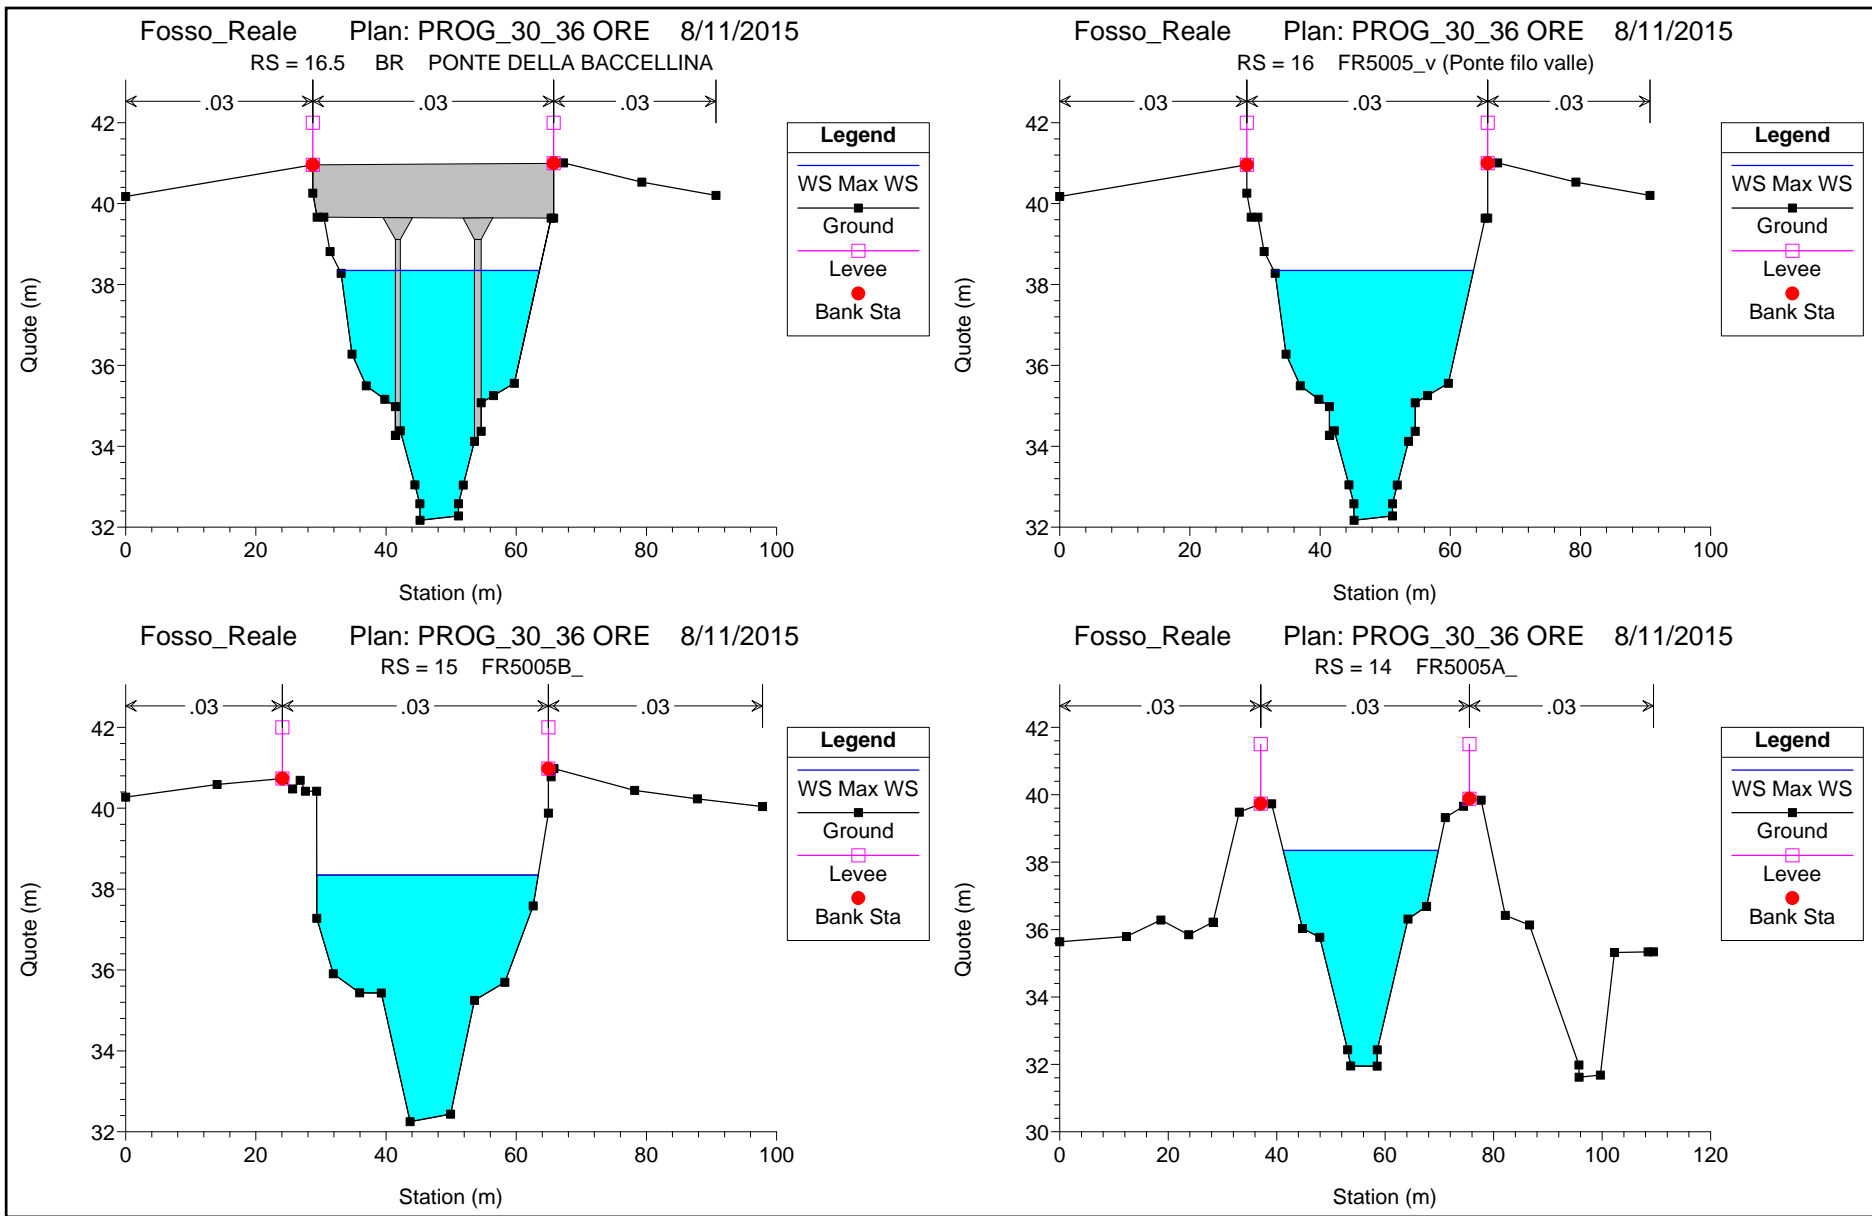 Fosso_Reale Plan: PROG_30_36 ORE 8/11/2015
RS = 16.5 BR PONTE DELLA BACCELLINA
.03 .03 .03
42
40
38
36
34
32
Quote (m)
0 20 40 60 80 100
Station (m)
Legend
WS Max WS
Ground
Levee
Bank Sta
Fosso_Reale Plan: PROG_30_36 ORE 8/11/2015
RS = 16 FR5005_v (Ponte filo valle)
.03 .03 .03
42
40
38
36
34
32
Quote (m)
0 20 40 60 80 100
Station (m)
Legend
WS Max WS
Ground
Levee
Bank Sta
Fosso_Reale Plan: PROG_30_36 ORE 8/11/2015
RS = 15 FR5005B_
.03 .03 .03
42
40
38
36
34
32
Quote (m)
0 20 40 60 80 100
Station (m)
Legend
WS Max WS
Ground
Levee
Bank Sta
Fosso_Reale Plan: PROG_30_36 ORE 8/11/2015
RS = 14 FR5005A_
.03 .03 .03
42
40
38
36
34
32
30
Quote (m)
0 20 40 60 80 100 120
Station (m)
Legend
WS Max WS
Ground
Levee
Bank Sta